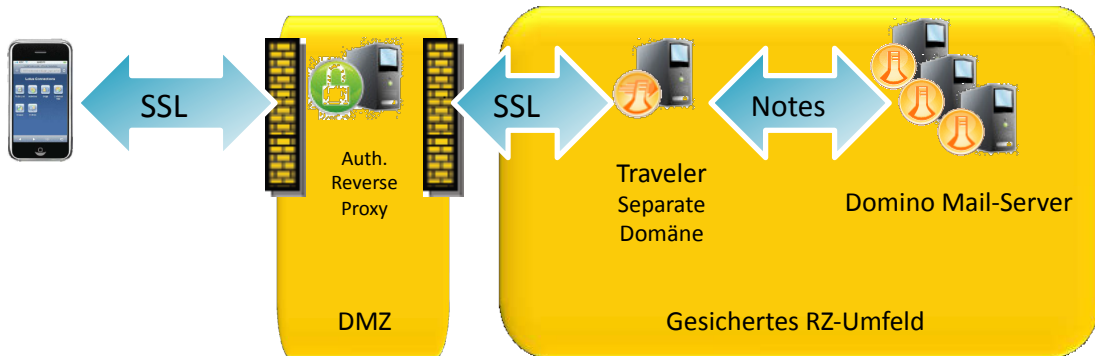 SSL
Auth.
Reverse
Proxy
DMZ
SSL
Traveler
Separate
Domäne
Notes
Domino Mail-Server
Gesichertes RZ-Umfeld